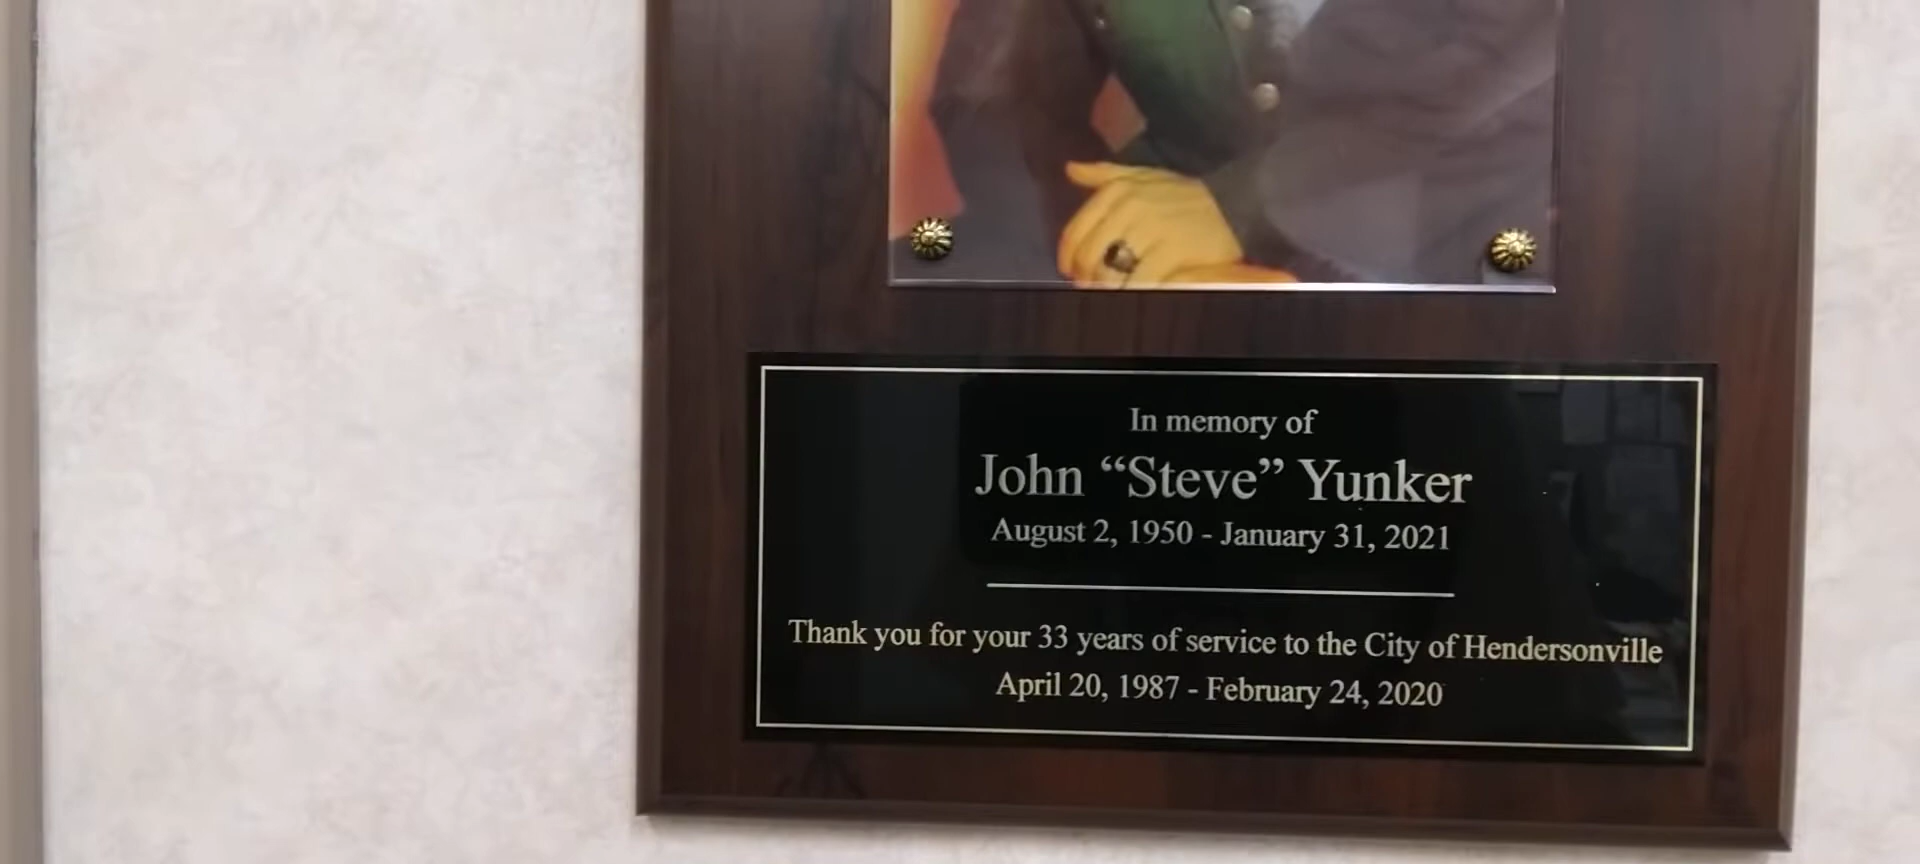 In memory of
John “Steve” Yunker
August 2, 1950 - January 31, 2021
Thank you for your 33 years of service to the City of Hendersonville
April 20, 1987 - February 24, 2020